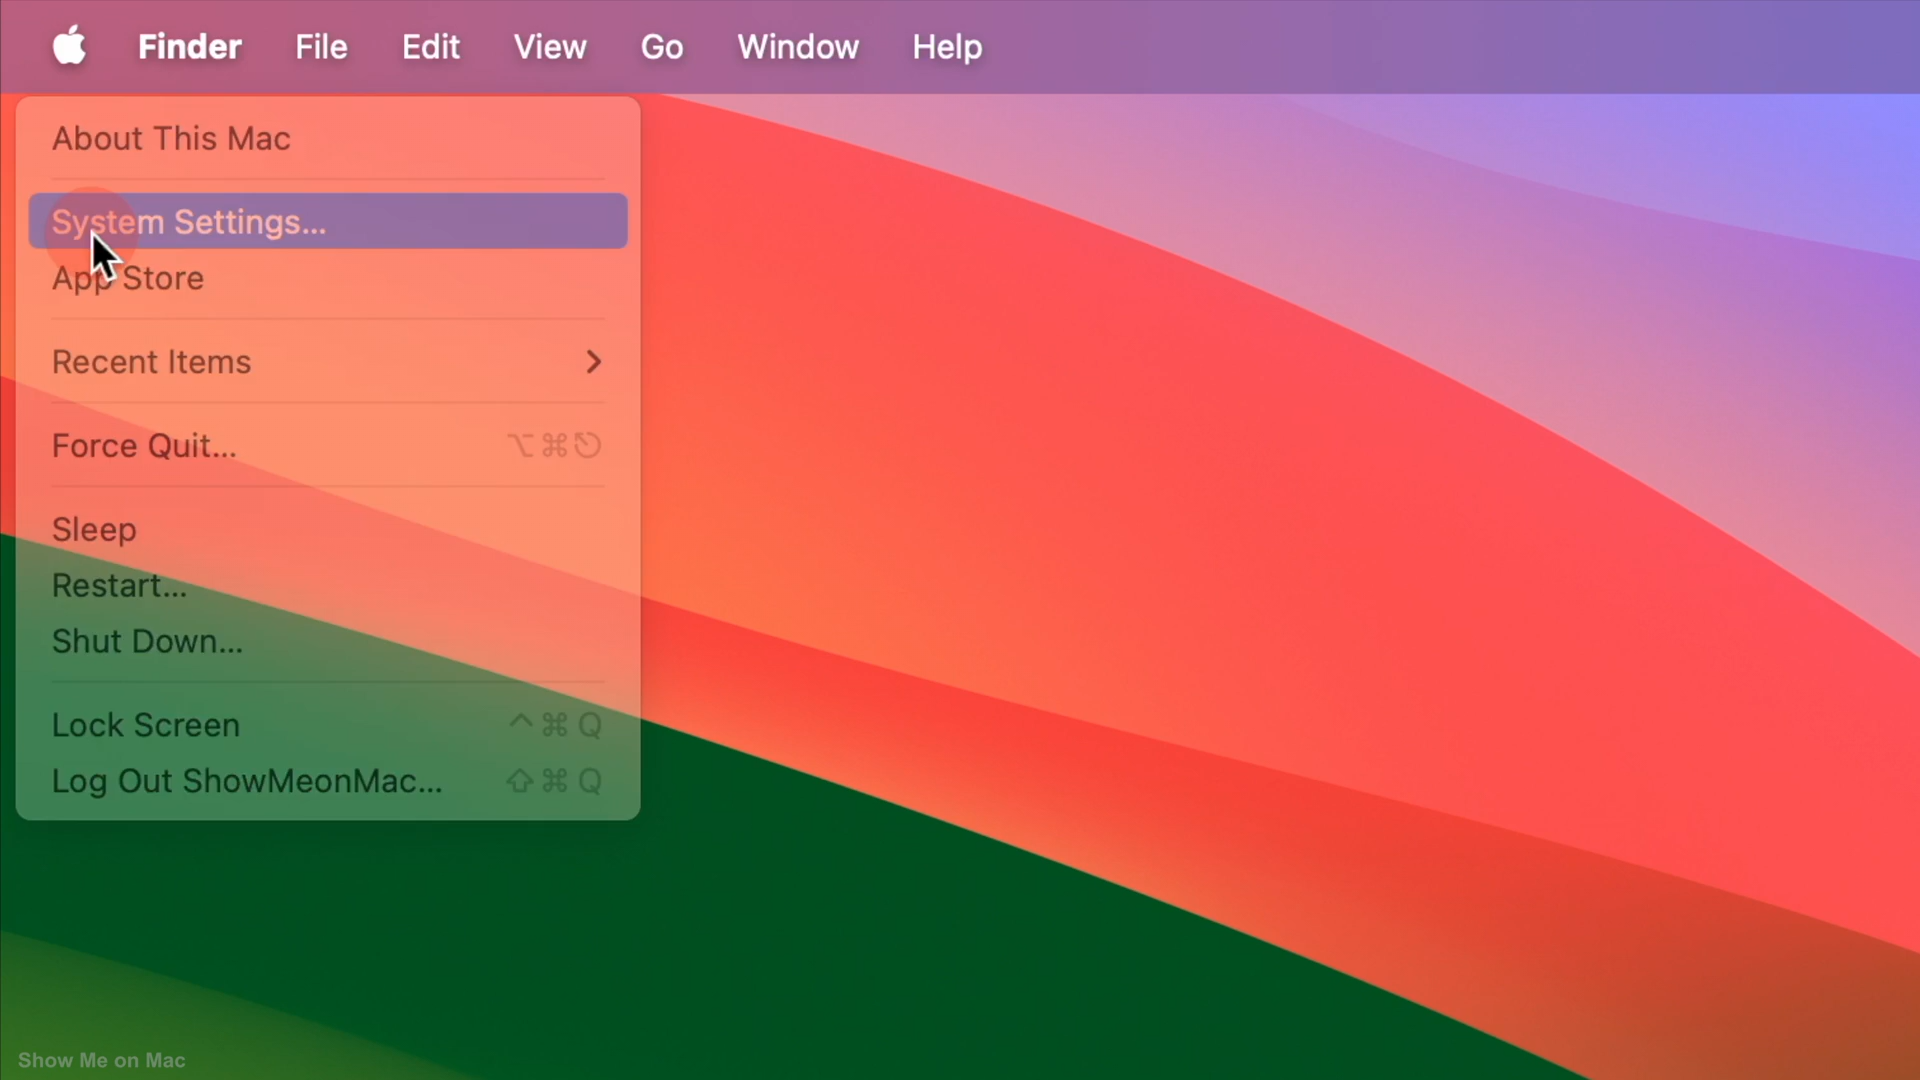 Finder File Edit View Go Window Help
About This Mac
System Settings...
App Store
Recent Items
Force Quit... ⌥⌘⎋
Sleep
Restart...
Shut Down...
Lock Screen ^⌘Q
Log Out ShowMeonMac... ⇧⌘Q
Show Me on Mac